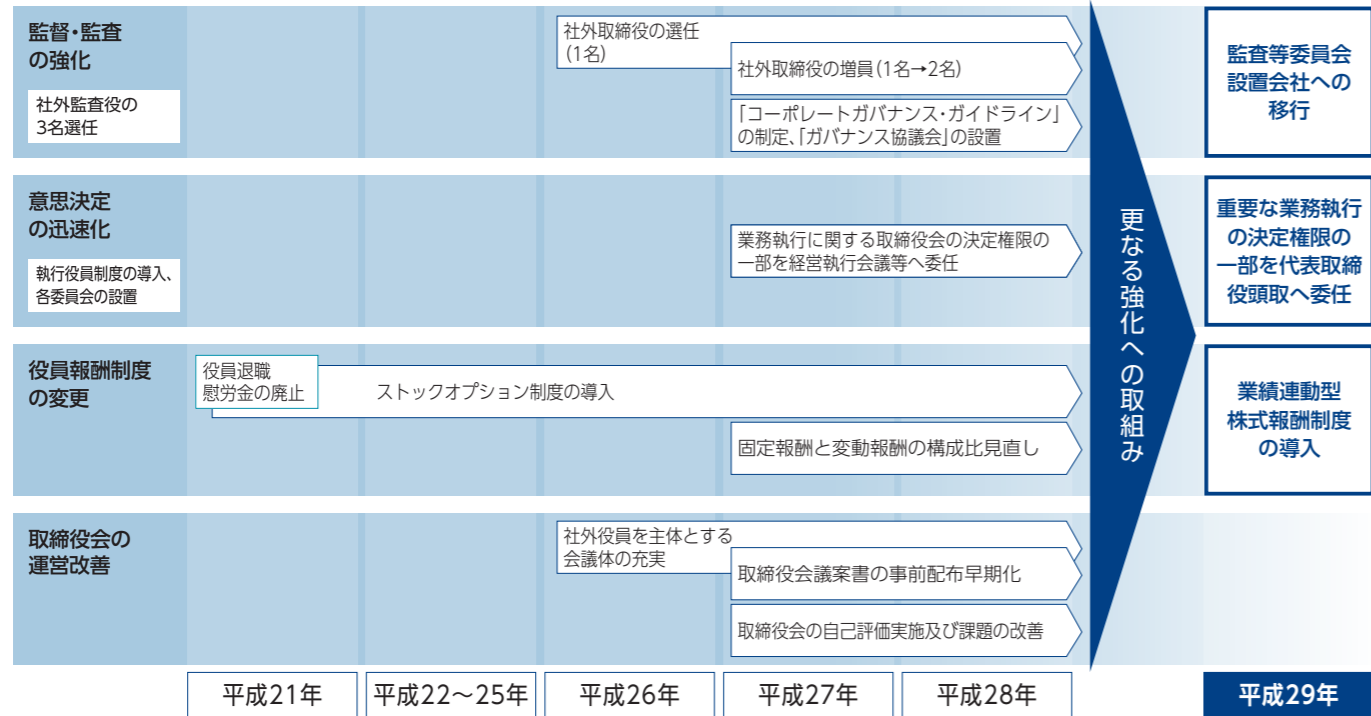 監督・監査
の強化
社外監査役の
3名選任
社外取締役の選任
(1名)
社外取締役の増員(1名→2名)
「コーポレートガバナンス・ガイドライン」
の制定、「ガバナンス協議会」の設置
監査等委員会
設置会社への
移行
意思決定
の迅速化
執行役員制度の導入、
各委員会の設置
業務執行に関する取締役会の決定権限の
一部を経営執行会議等へ委任
重要な業務執行
の決定権限の
一部を代表取締
役頭取へ委任
役員報酬制度
の変更
役員退職
慰労金の廃止
ストックオプション制度の導入
固定報酬と変動報酬の構成比見直し
業績連動型
株式報酬制度
の導入
取締役会の
運営改善
社外役員を主体とする
会議体の充実
取締役会議案書の事前配布早期化
取締役会の自己評価実施及び課題の改善
更なる強化への取組み
平成21年
平成22～25年
平成26年
平成27年
平成28年
平成29年